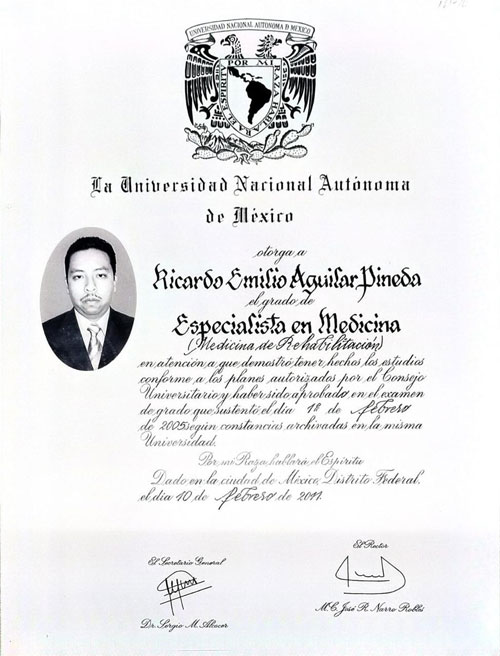 UNIVERSIDAD NACIONAL AUTONOMA D MEXICO
POR MI RAZA HABLARA EL ESPIRITU
La Universidad Nacional Autónoma
de México
otorga a
Ricardo Emilio Aguilar Pineda
el grado de
Especialista en Medicina
(Medicina de Rehabilitación)
en atención a que demostró tener hechos los estudios
conforme a los planes autorizados por el Consejo
Universitario y haber sido aprobado en el examen
de grado que sustentó el día 18 de febrero
de 2005 según constancias archivadas en la misma
Universidad.
Por mi Raza hablará el Espíritu
Dado en la ciudad de México, Distrito Federal,
el día 10 de febrero de 2011.
El Secretario General
El Rector
Dr. Sergio M. Alcocer
M.C. José R. Narro Robles